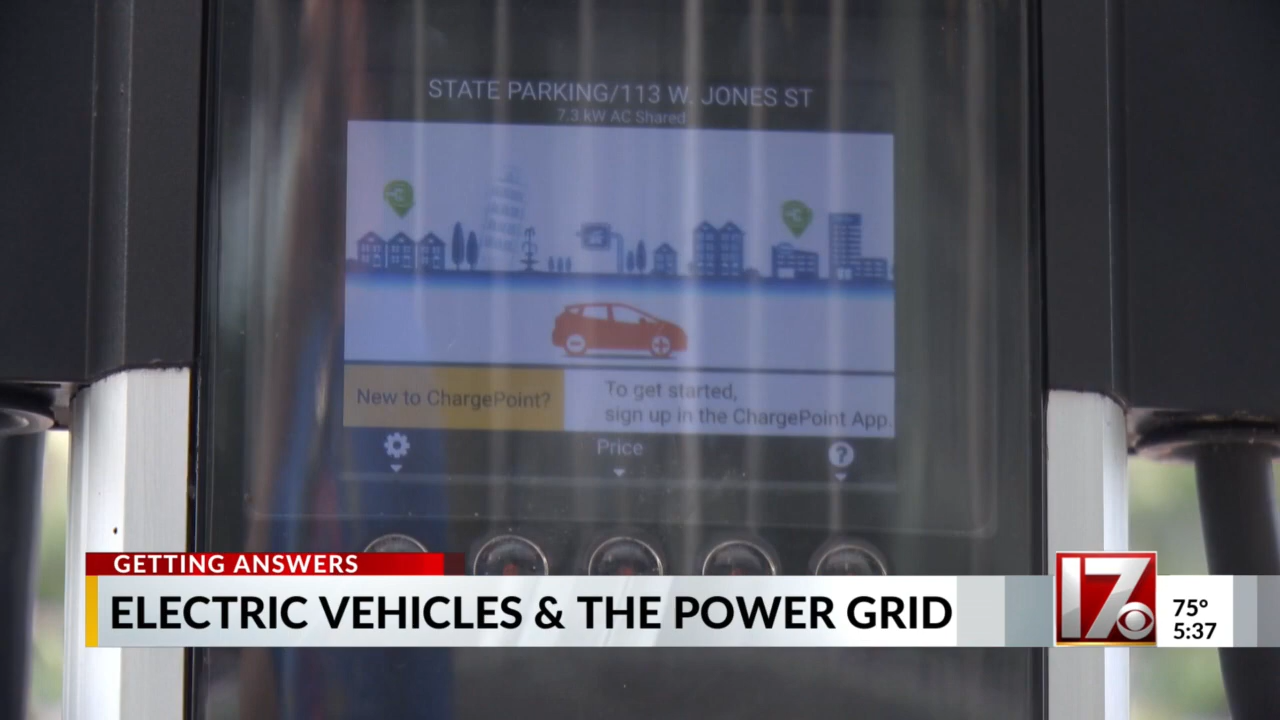 STATE PARKING/113 W. JONES ST
7.3 kW AC Shared
New to ChargePoint?
To get started,
sign up in the ChargePoint App.
Price
?
GETTING ANSWERS
ELECTRIC VEHICLES & THE POWER GRID
17
75°
5:37